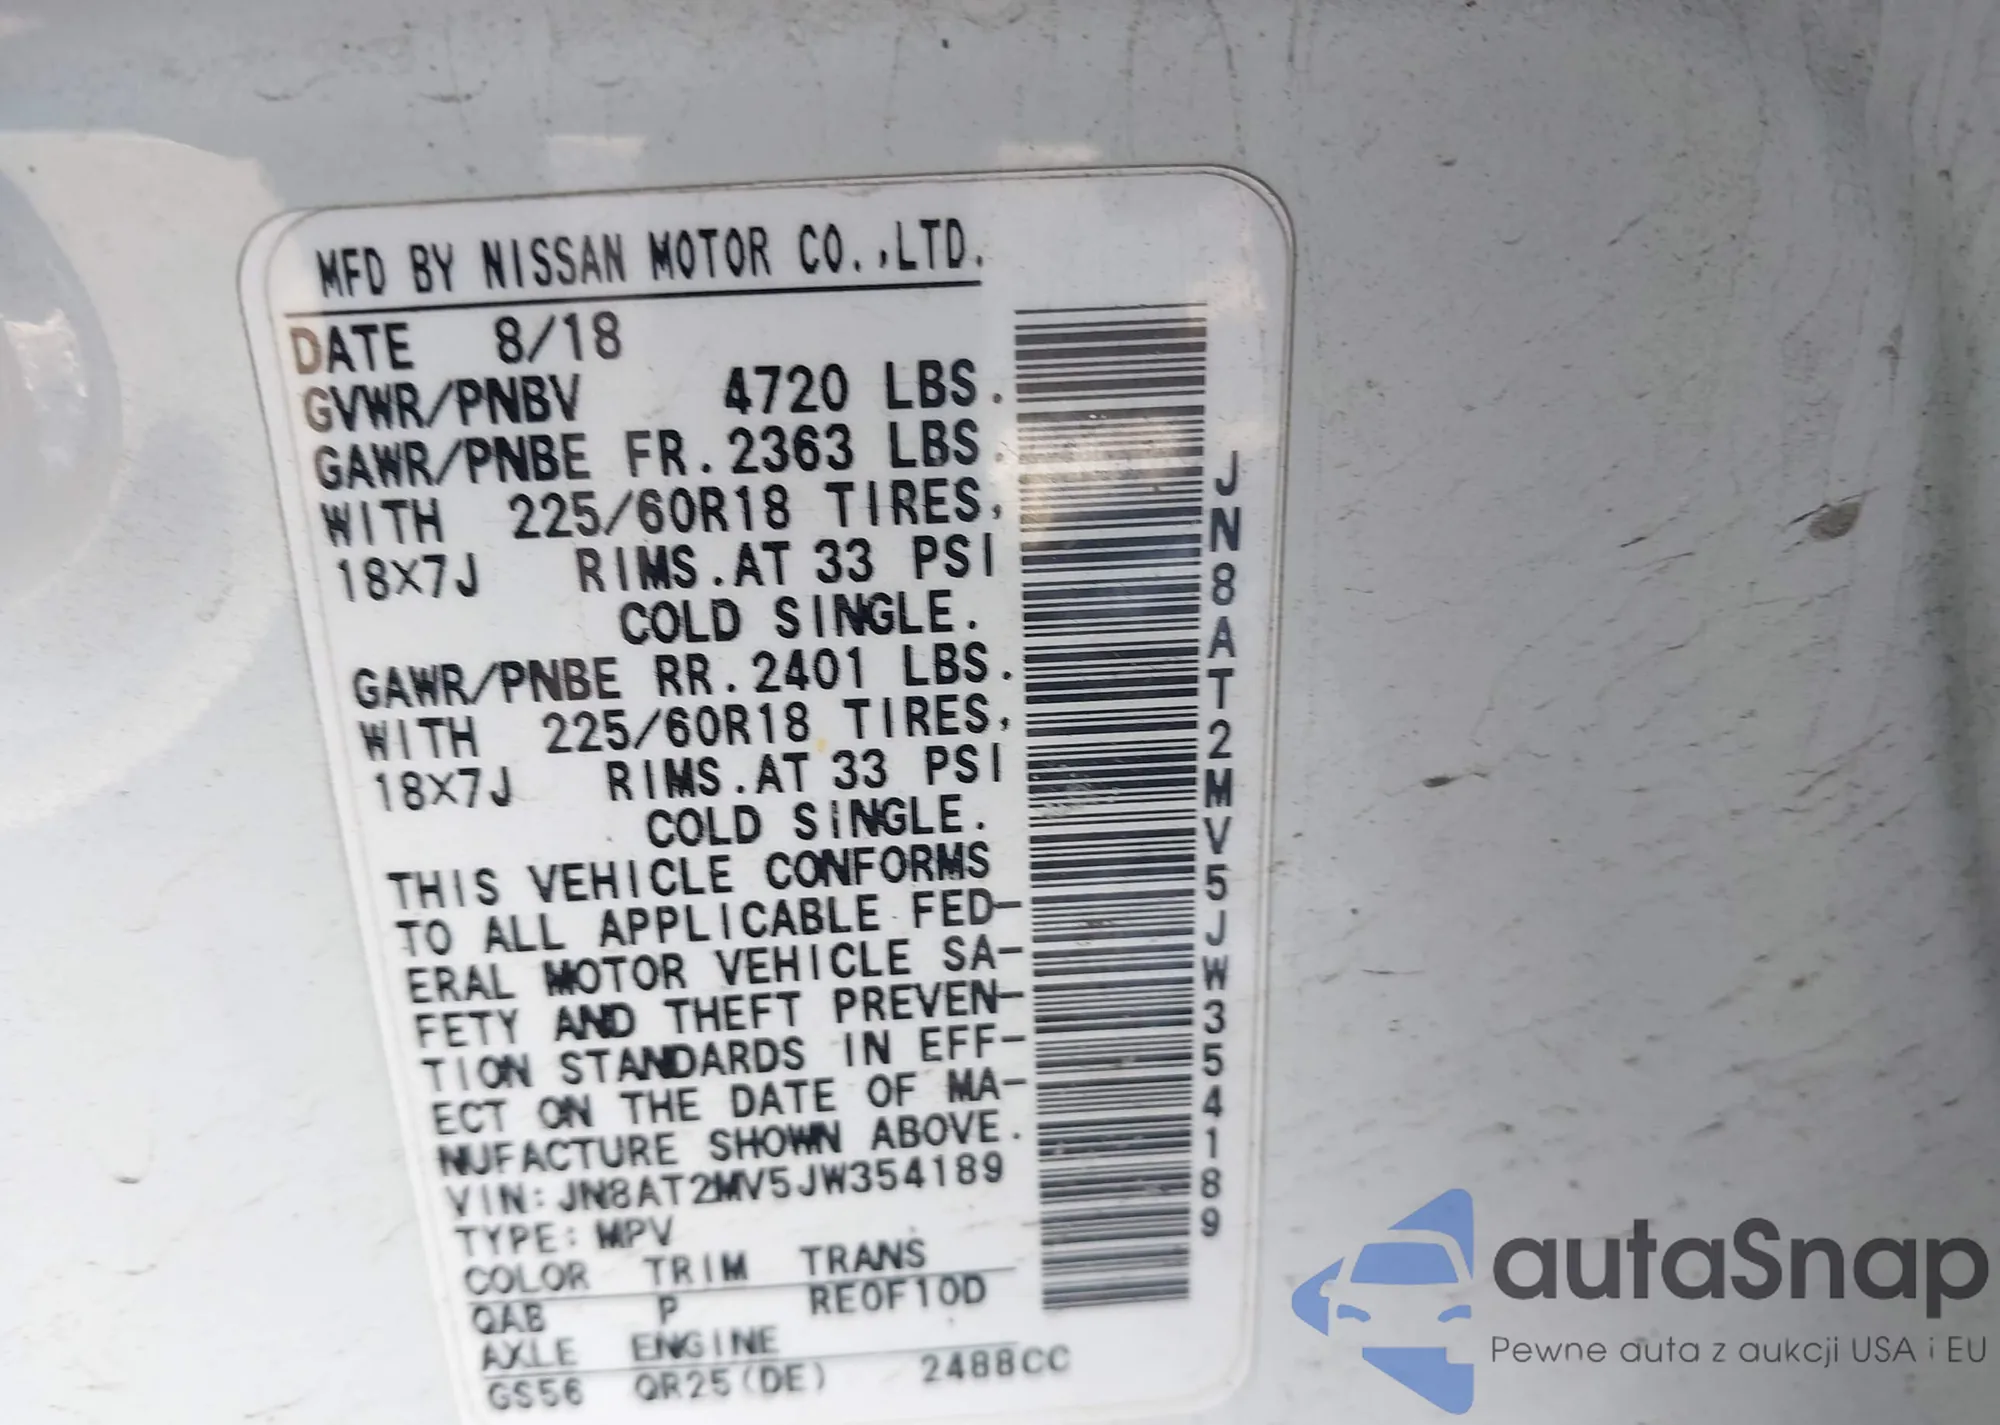 MFD BY NISSAN MOTOR CO.,LTD.
DATE 8/18
GVWR/PNBV 4720 LBS.
GAWR/PNBE FR.2363 LBS.
WITH 225/60R18 TIRES,
18X7J RIMS.AT 33 PSI
COLD SINGLE.
GAWR/PNBE RR.2401 LBS.
WITH 225/60R18 TIRES,
18X7J RIMS.AT 33 PSI
COLD SINGLE.
THIS VEHICLE CONFORMS
TO ALL APPLICABLE FED-
ERAL MOTOR VEHICLE SA-
FETY AND THEFT PREVEN-
TION STANDARDS IN EFF-
ECT ON THE DATE OF MA-
NUFACTURE SHOWN ABOVE.
VIN:JN8AT2MV5JW354189
TYPE:MPV
COLOR TRIM TRANS
QAB P RE0F10D
AXLE ENGINE
GS56 QR25(DE) 2488CC
JN8AT2MV5JW354189
autaSnap
Pewne auta z aukcji USA i EU